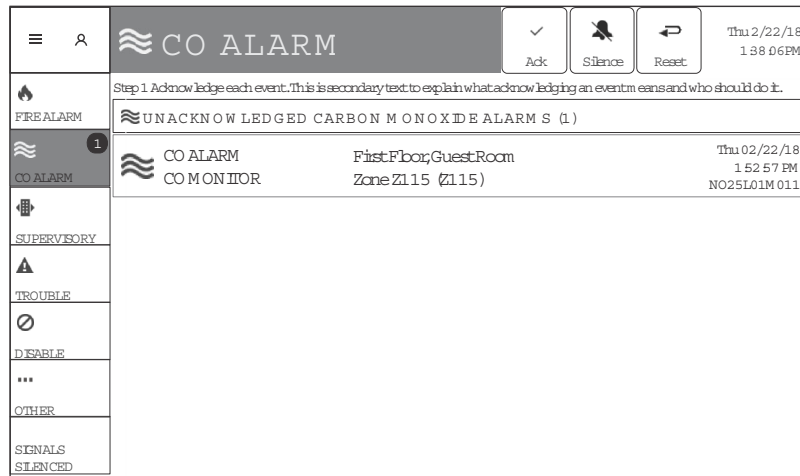 CO ALARM
Ack
Silence
Reset
Thu 2/22/18
1:38:06 PM
Step 1 Acknowledge each event. This is secondary text to explain what acknowledging an event means and who should do it.
FIRE ALARM
UNACKNOWLEDGED CARBON MONOXIDE ALARMS (1)
1
CO ALARM
CO ALARM First Floor, Guest Room Thu 02/22/18
CO MONITOR Zone Z115 (Z115) 1:52:57 PM
NO25L01M011
SUPERVISORY
TROUBLE
DISABLE
OTHER
SIGNALS
SILENCED